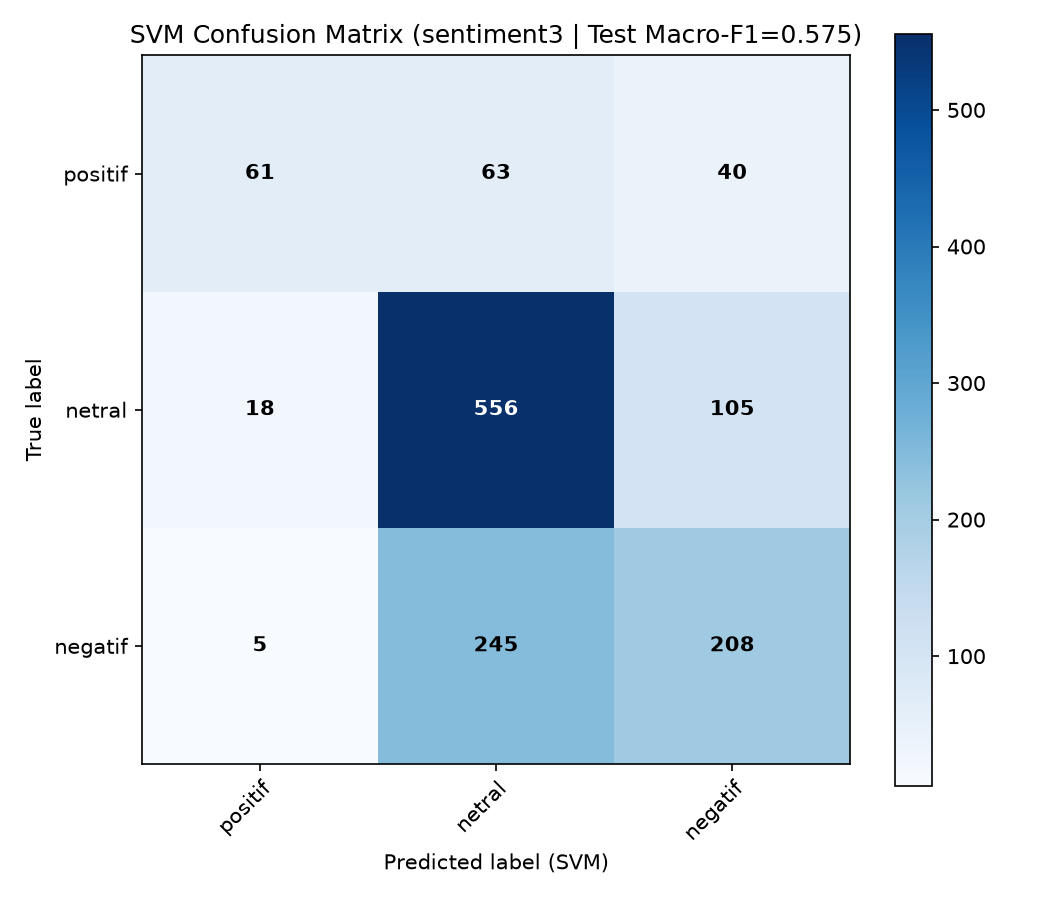 SVM Confusion Matrix (sentiment3 | Test Macro-F1=0.575)
positif 61 63 40
netral 18 556 105
negatif 5 245 208
positif netral negatif
True label
Predicted label (SVM)
500
400
300
200
100